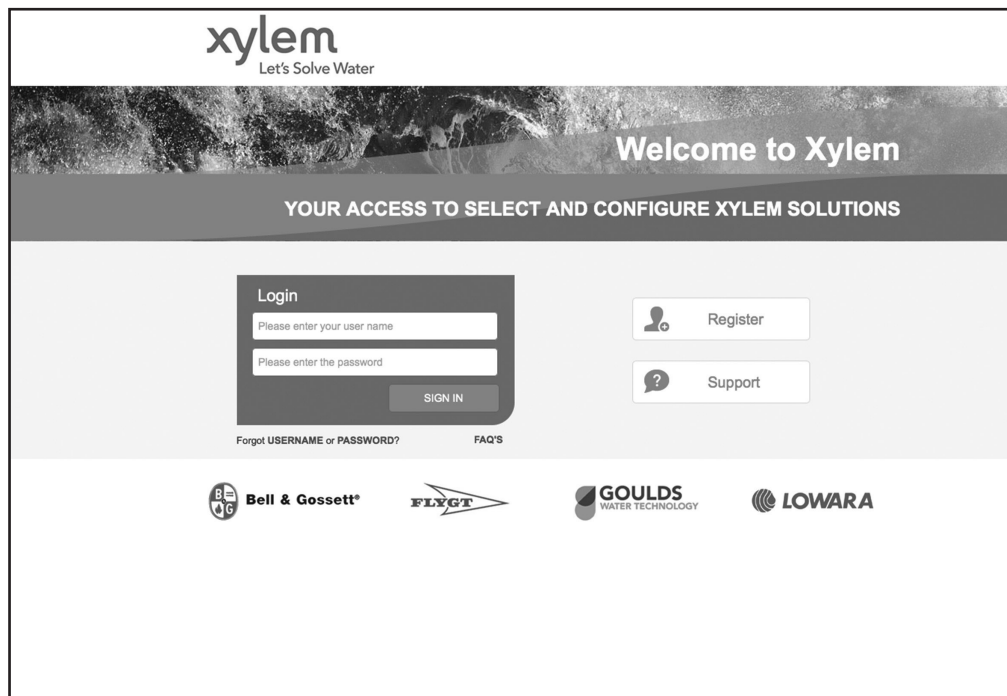 xylem
Let's Solve Water
Welcome to Xylem
YOUR ACCESS TO SELECT AND CONFIGURE XYLEM SOLUTIONS
Login
Please enter your user name
Please enter the password
SIGN IN
Forgot USERNAME or PASSWORD?
FAQ'S
Register
? Support
B G Bell & Gossett®
FLYGT
GOULDS
WATER TECHNOLOGY
LOWARA